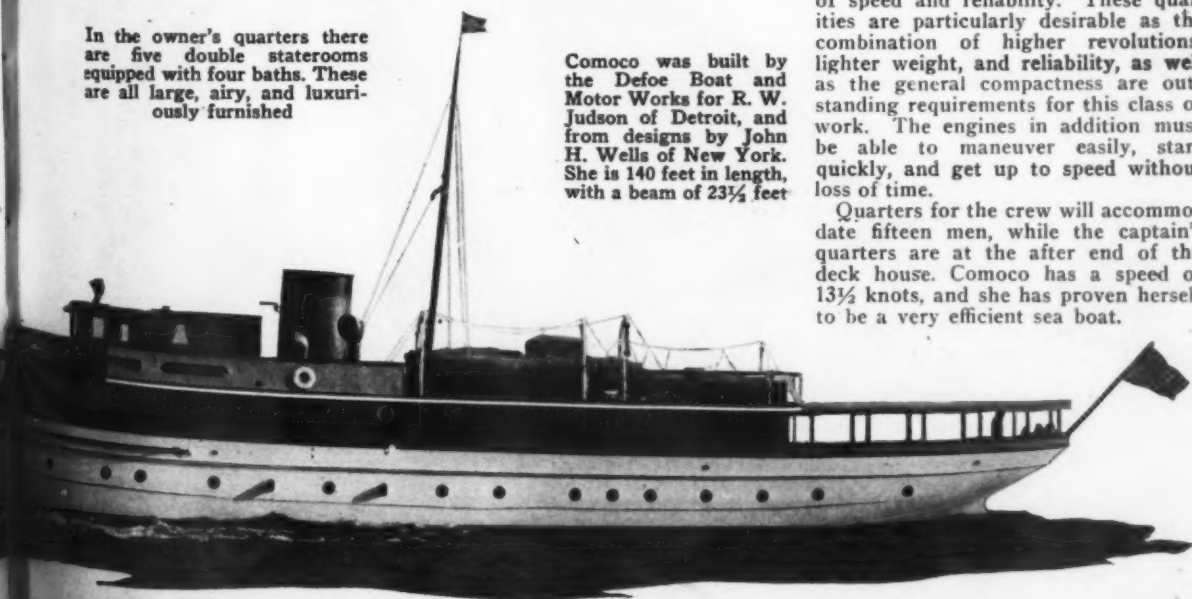 In the owner's quarters there
are five double staterooms
equipped with four baths. These
are all large, airy, and luxuri-
ously furnished
Comoco was built by
the Defoe Boat and
Motor Works for R. W.
Judson of Detroit, and
from designs by John
H. Wells of New York.
She is 140 feet in length,
with a beam of 23½ feet
of speed and reliability. These qual
ities are particularly desirable as th
combination of higher revolution
lighter weight, and reliability, as we
as the general compactness are out
standing requirements for this class o
work. The engines in addition mus
be able to maneuver easily, star
quickly, and get up to speed withou
loss of time.
Quarters for the crew will accommo
date fifteen men, while the captain'
quarters are at the after end of th
deck house. Comoco has a speed o
13½ knots, and she has proven hersel
to be a very efficient sea boat.